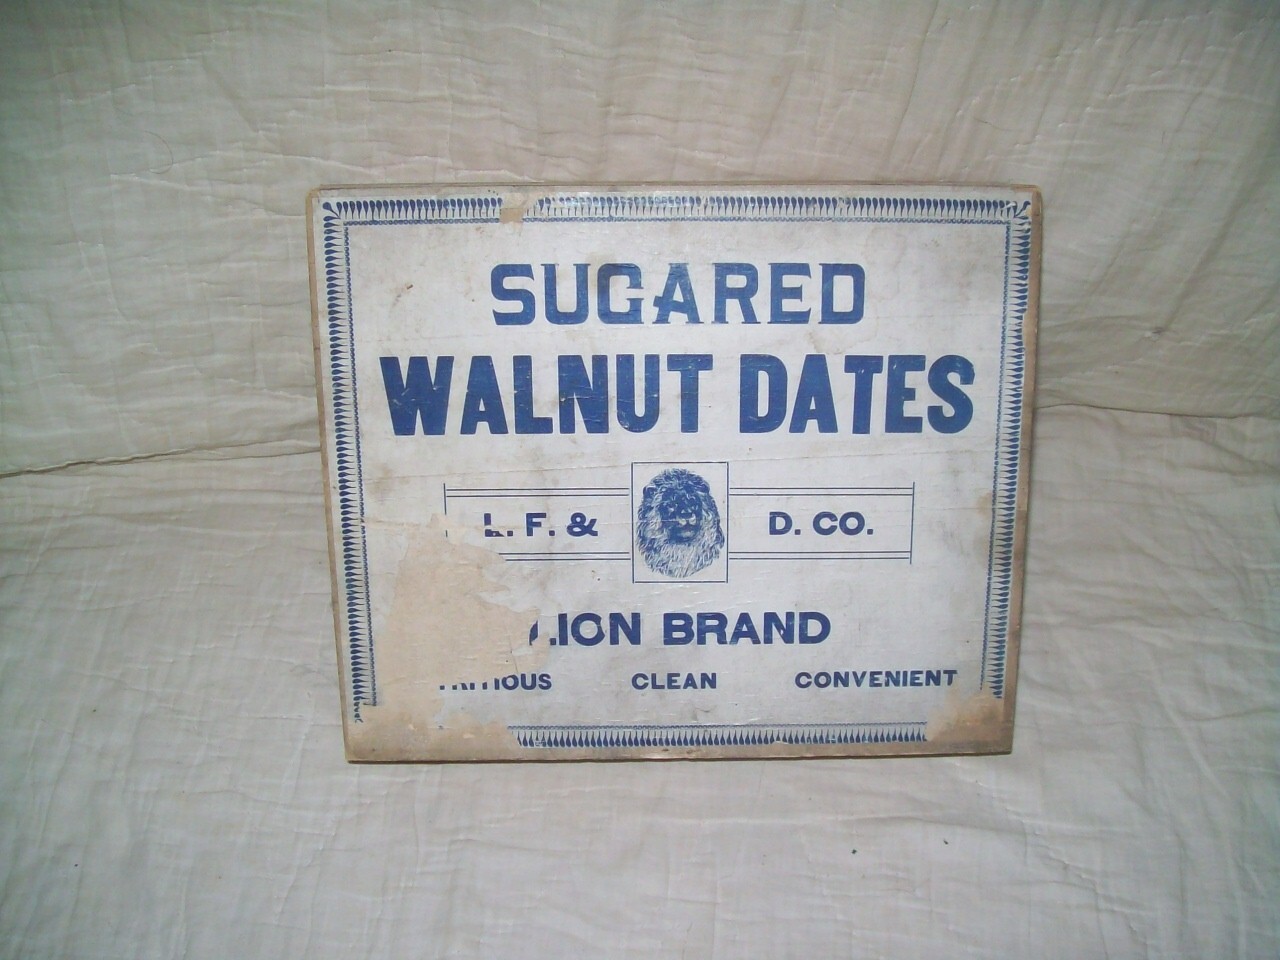 SUGARED
WALNUT DATES
L. F. & D. CO.
LION BRAND
CLEAN CONVENIENT